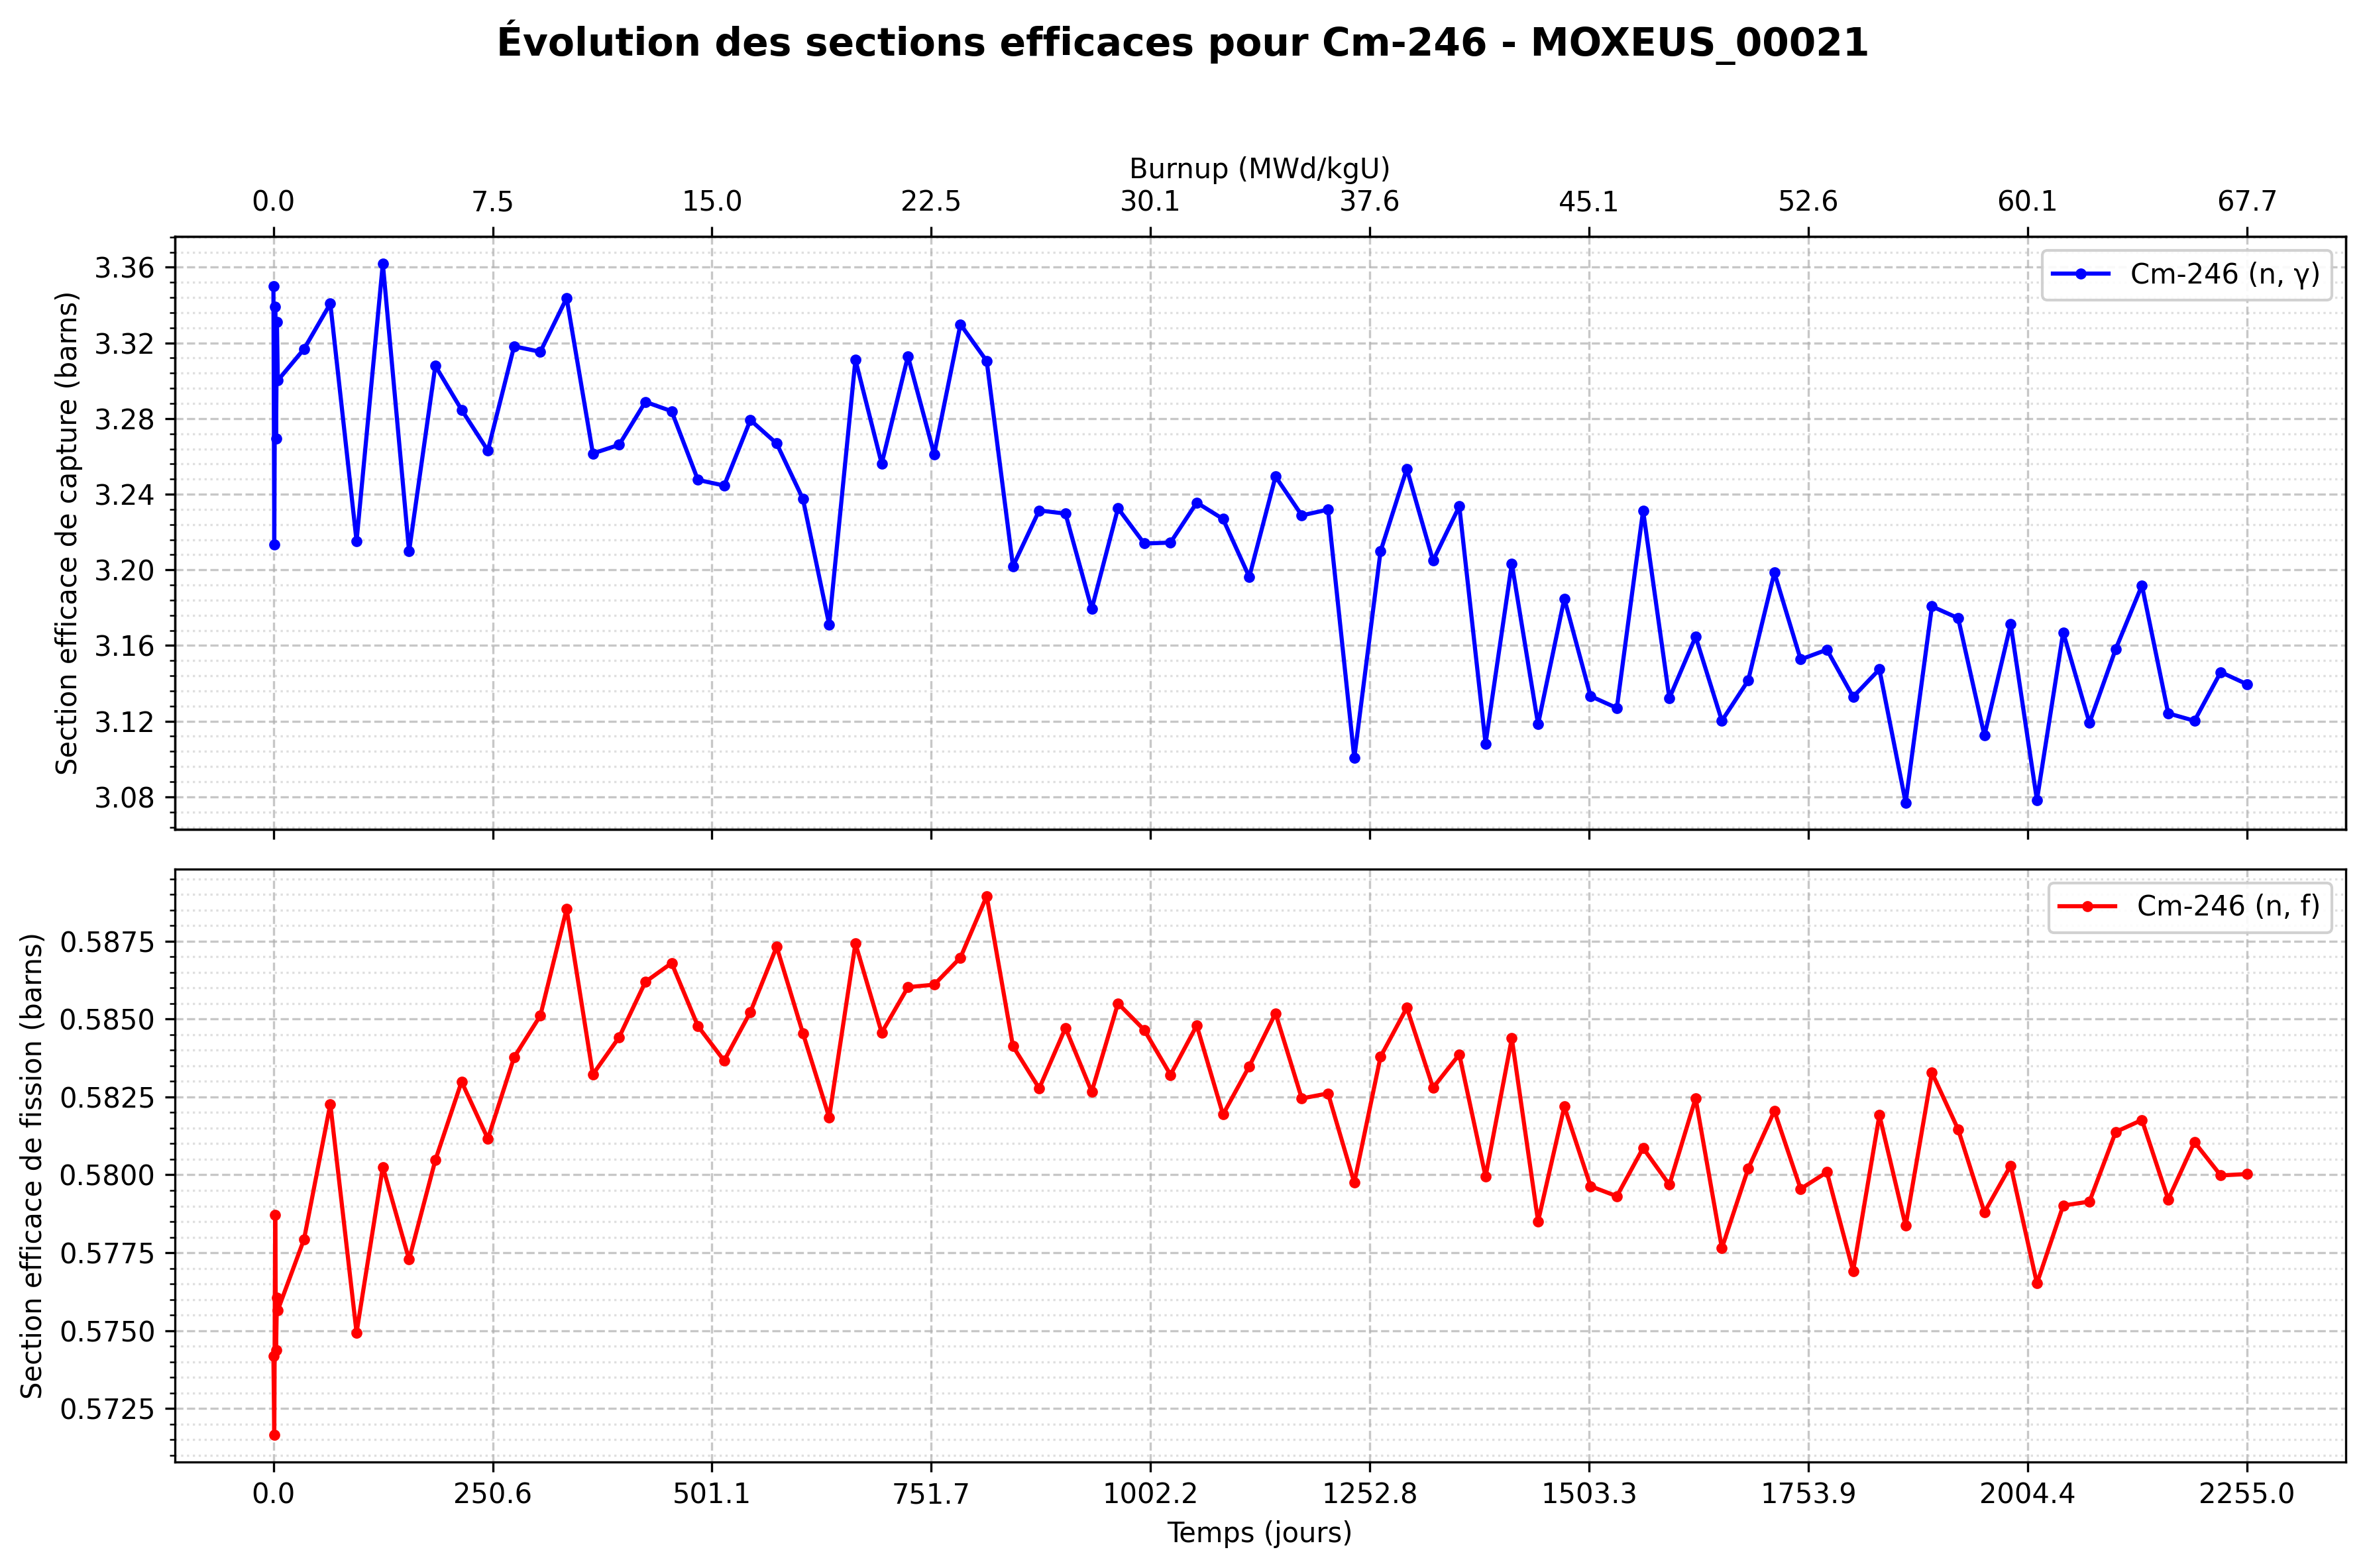 Évolution des sections efficaces pour Cm-246 - MOXEUS_00021
Burnup (MWd/kgU)
0.0 7.5 15.0 22.5 30.1 37.6 45.1 52.6 60.1 67.7
Section efficace de capture (barns)
3.36
3.32
3.28
3.24
3.20
3.16
3.12
3.08
Cm-246 (n, γ)
Section efficace de fission (barns)
0.5875
0.5850
0.5825
0.5800
0.5775
0.5750
0.5725
Cm-246 (n, f)
0.0 250.6 501.1 751.7 1002.2 1252.8 1503.3 1753.9 2004.4 2255.0
Temps (jours)